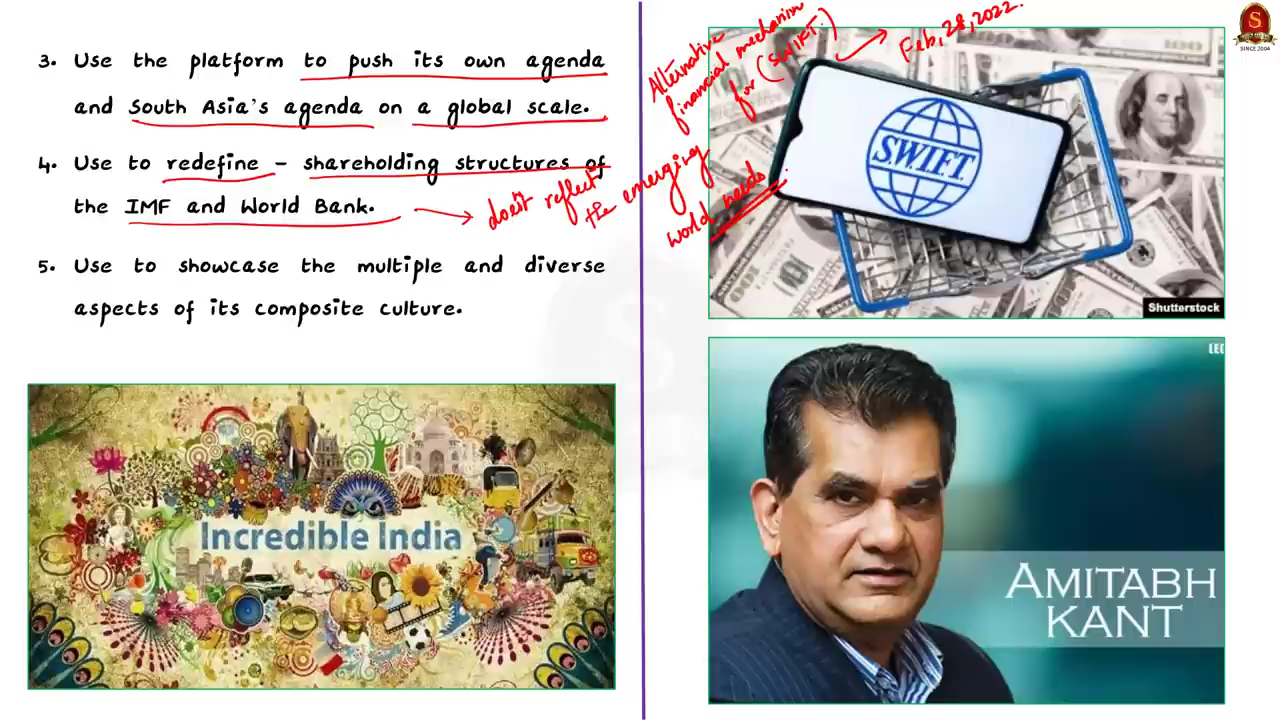 3. Use the platform to push its own agenda
and South Asia's agenda on a global scale.
4. Use to redefine – shareholding structures of
the IMF and World Bank.
doesn't reflect
the emerging
world needs
5. Use to showcase the multiple and diverse
aspects of its composite culture.
Incredible India
Alternative
financial mechanism
for (SWIFT.)
Feb, 28, 2022.
SWIFT
Shutterstock
SINCE 2004
AMITABH
KANT